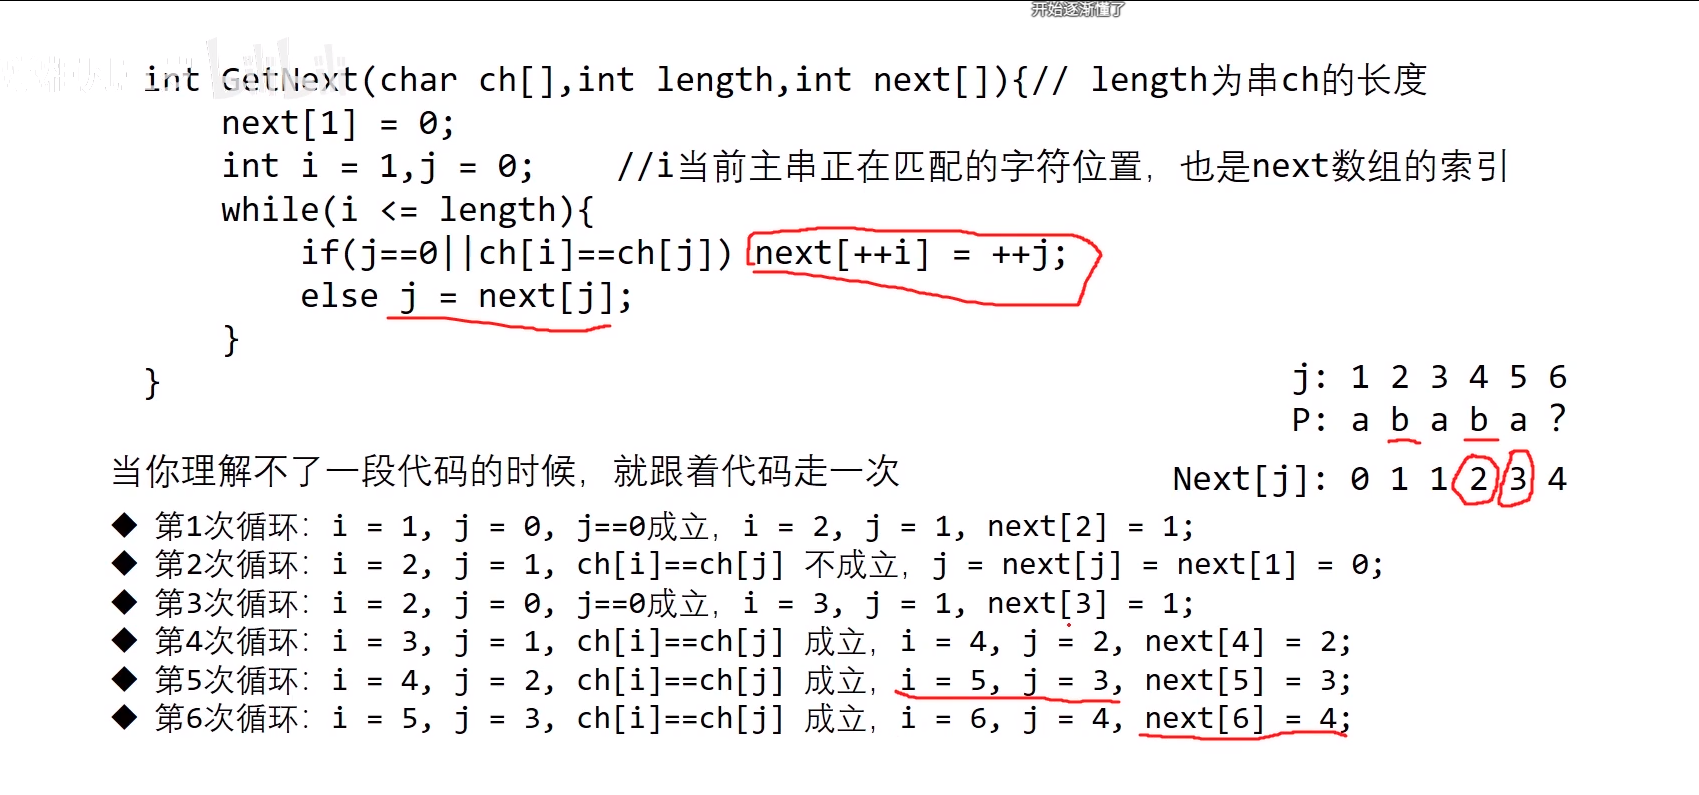 开始逐渐懂了
int GetNext(char ch[],int length,int next[]){// length为串ch的长度
next[1] = 0;
int i = 1,j = 0;    //i当前主串正在匹配的字符位置，也是next数组的索引
while(i <= length){
if(j==0||ch[i]==ch[j]) next[++i] = ++j;
else j = next[j];
}
}
j: 1 2 3 4 5 6
P: a b a b a ?
Next[j]: 0 1 1 2 3 4
当你理解不了一段代码的时候，就跟着代码走一次
◆ 第1次循环：i = 1, j = 0, j==0成立，i = 2, j = 1, next[2] = 1;
◆ 第2次循环：i = 2, j = 1, ch[i]==ch[j] 不成立，j = next[j] = next[1] = 0;
◆ 第3次循环：i = 2, j = 0, j==0成立，i = 3, j = 1, next[3] = 1;
◆ 第4次循环：i = 3, j = 1, ch[i]==ch[j] 成立，i = 4, j = 2, next[4] = 2;
◆ 第5次循环：i = 4, j = 2, ch[i]==ch[j] 成立，i = 5, j = 3, next[5] = 3;
◆ 第6次循环：i = 5, j = 3, ch[i]==ch[j] 成立，i = 6, j = 4, next[6] = 4;